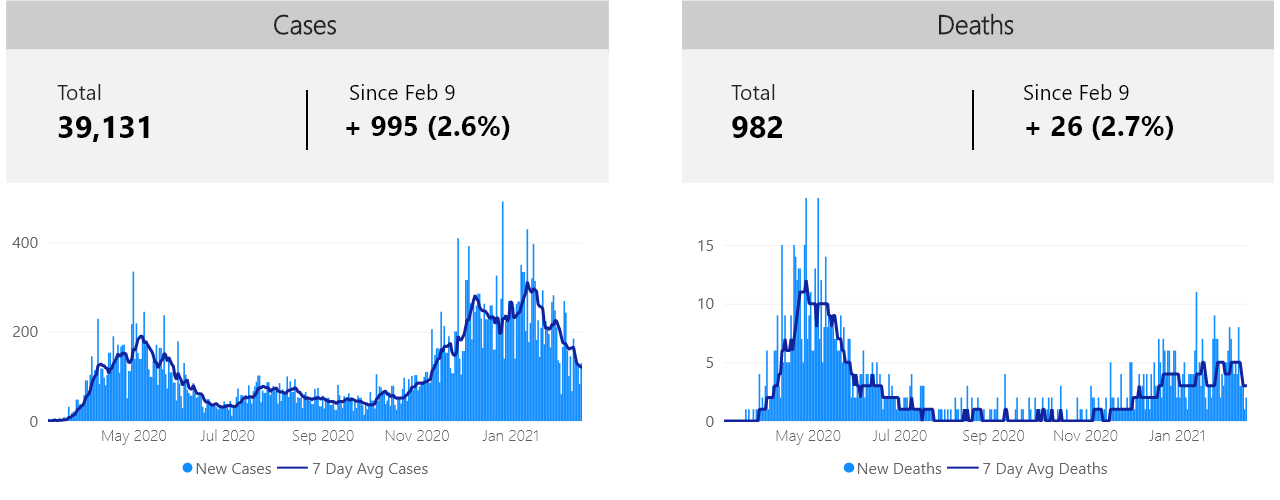 Cases
Total
39,131
Since Feb 9
+ 995 (2.6%)
400
200
0
May 2020 Jul 2020 Sep 2020 Nov 2020 Jan 2021
New Cases 7 Day Avg Cases
Deaths
Total
982
Since Feb 9
+ 26 (2.7%)
15
10
5
0
May 2020 Jul 2020 Sep 2020 Nov 2020 Jan 2021
New Deaths 7 Day Avg Deaths